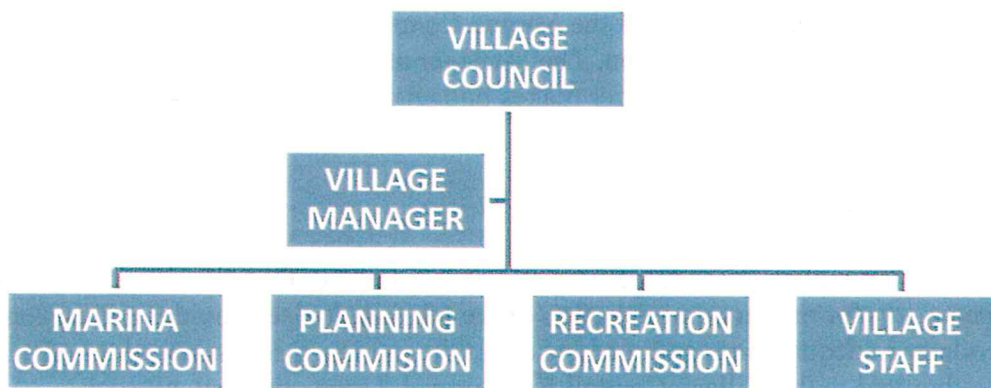 VILLAGE
COUNCIL
VILLAGE
MANAGER
MARINA
COMMISSION
PLANNING
COMMISION
RECREATION
COMMISSION
VILLAGE
STAFF